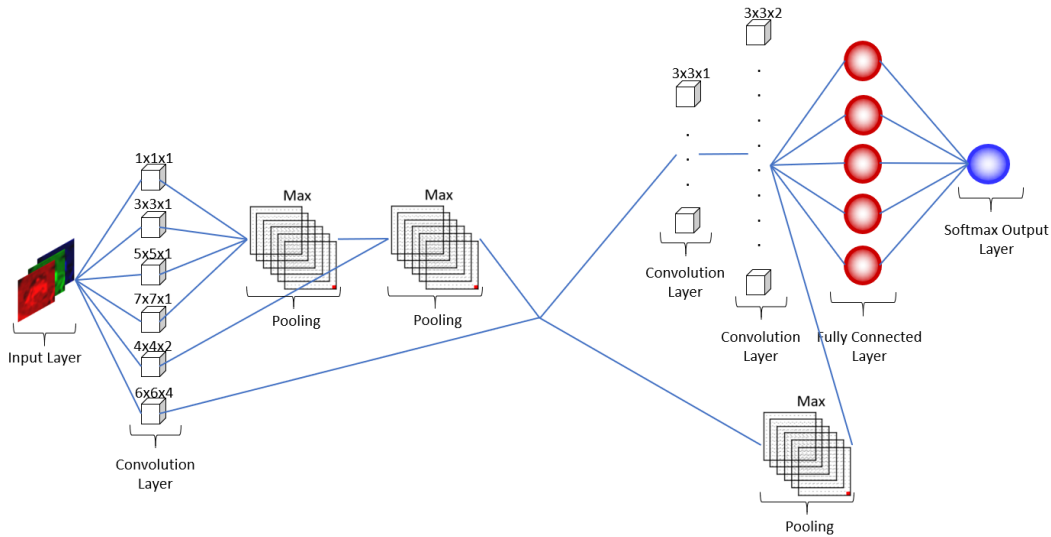 3x3x2
3x3x1
1x1x1
Max
Max
3x3x1
5x5x1
7x7x1
4x4x2
6x6x4
Input Layer
Pooling
Pooling
Convolution
Layer
Convolution
Layer
Convolution
Layer
Fully Connected
Layer
Softmax Output
Layer
Max
Pooling